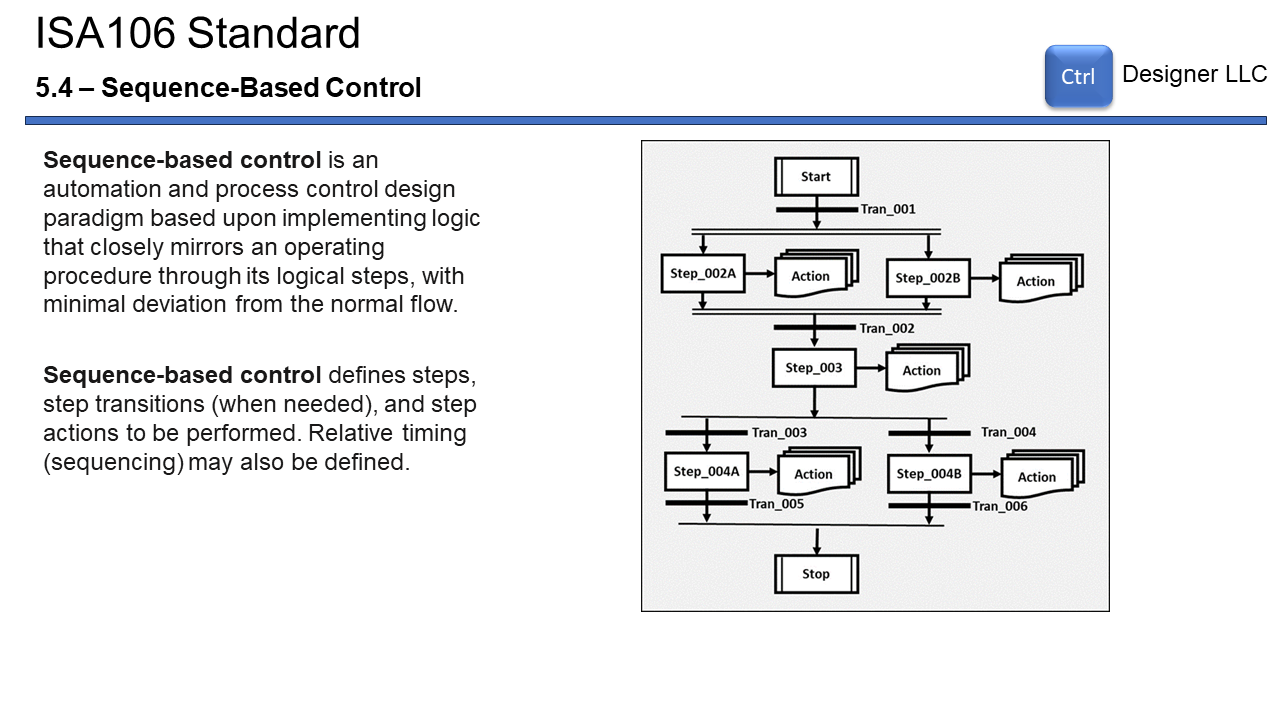 ISA106 Standard
5.4 – Sequence-Based Control
Ctrl
Designer LLC
Sequence-based control is an
automation and process control design
paradigm based upon implementing logic
that closely mirrors an operating
procedure through its logical steps, with
minimal deviation from the normal flow.
Sequence-based control defines steps,
step transitions (when needed), and step
actions to be performed. Relative timing
(sequencing) may also be defined.
Start
Tran_001
Step_002A
Action
Step_002B
Action
Tran_002
Step_003
Action
Tran_003
Tran_004
Step_004A
Action
Step_004B
Action
Tran_005
Tran_006
Stop